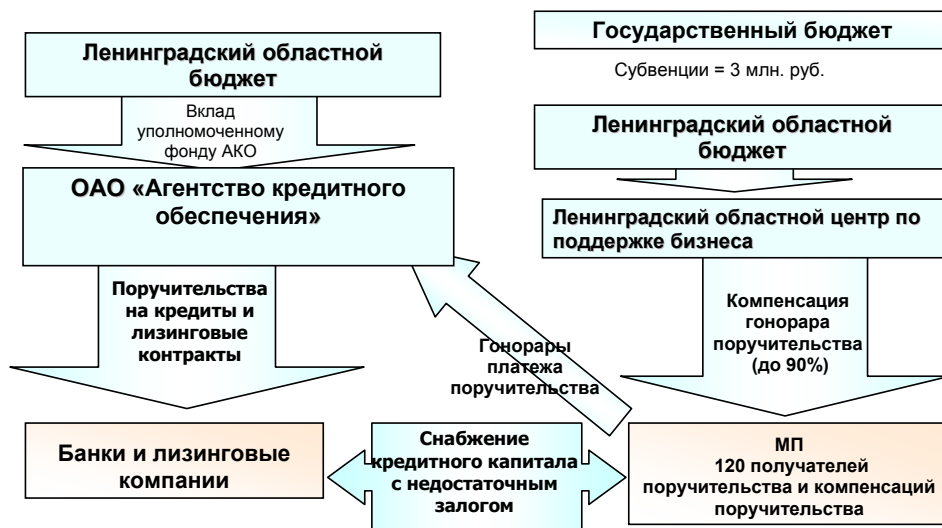 Ленинградский областной
бюджет
Вклад
уполномоченному
фонду АКО
ОАО «Агентство кредитного
обеспечения»
Поручительства
на кредиты и
лизинговые
контракты
Банки и лизинговые
компании
Государственный бюджет
Субвенции = 3 млн. руб.
Ленинградский областной
бюджет
Ленинградский областной центр по
поддержке бизнеса
Компенсация
гонорара
поручительства
(до 90%)
Гонорары
платежа
поручительства
Снабжение
кредитного капитала
с недостаточным
залогом
МП
120 получателей
поручительства и компенсаций
поручительства